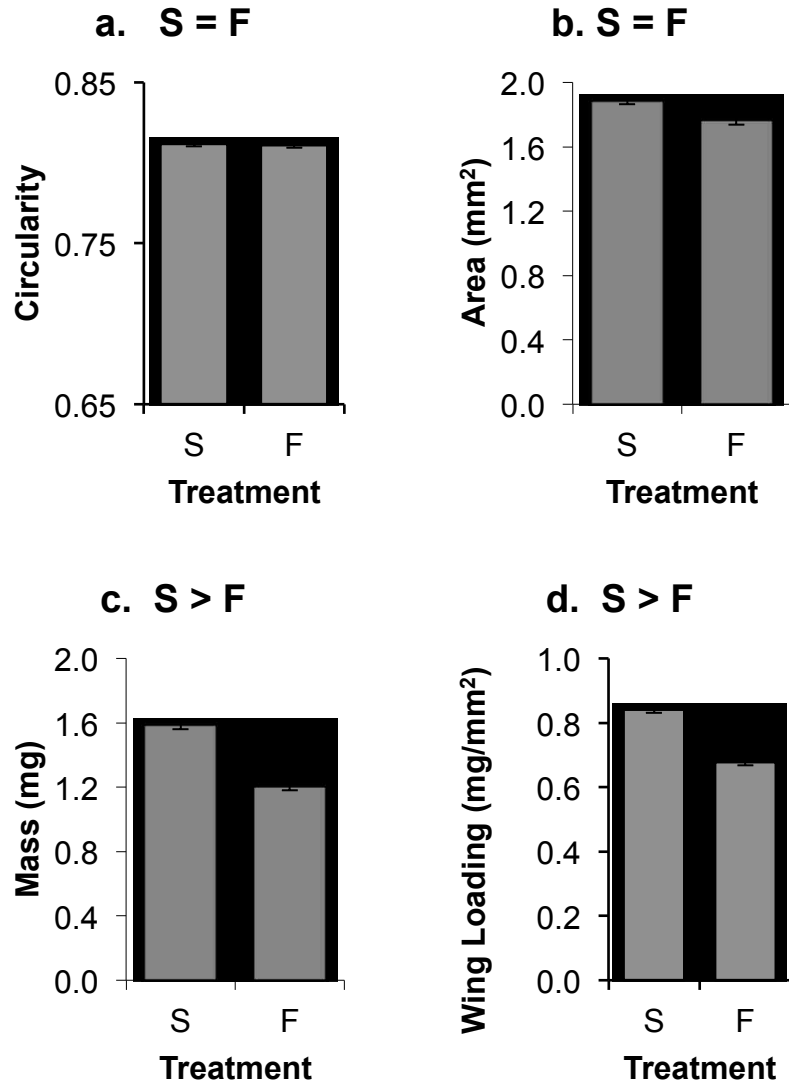 a. S = F
0.85
0.75
0.65
Circularity
S F
Treatment
b. S = F
2.0
1.6
1.2
0.8
0.4
0.0
Area (mm²)
S F
Treatment
c. S > F
2.0
1.6
1.2
0.8
0.4
0.0
Mass (mg)
S F
Treatment
d. S > F
1.0
0.8
0.6
0.4
0.2
0.0
Wing Loading (mg/mm²)
S F
Treatment